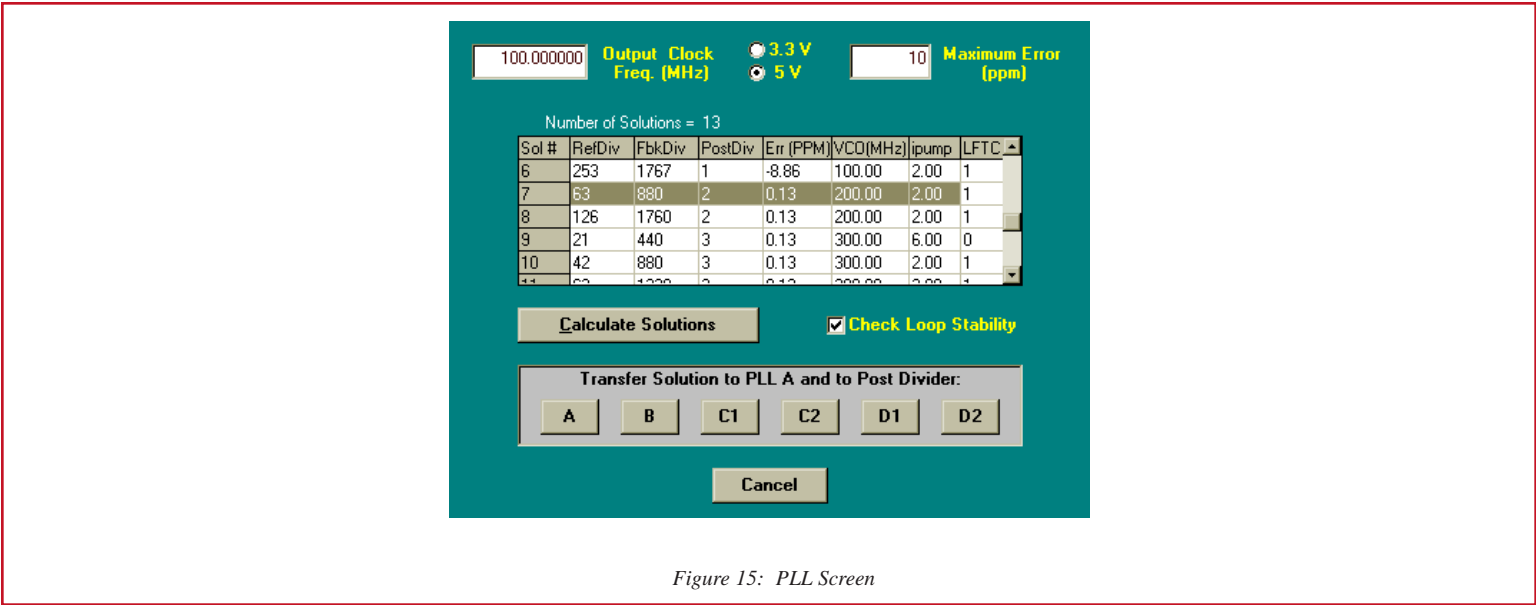 100.000000 Output Clock Freq. (MHz) 3.3 V 5 V 10 Maximum Error (ppm)
Number of Solutions = 13
Sol # RefDiv FbkDiv PostDiv Err (PPM) VCO(MHz) ipump LFTC
6 253 1767 1 -8.86 100.00 2.00 1
7 63 880 2 0.13 200.00 2.00 1
8 126 1760 2 0.13 200.00 2.00 1
9 21 440 3 0.13 300.00 6.00 0
10 42 880 3 0.13 300.00 2.00 1
Calculate Solutions Check Loop Stability
Transfer Solution to PLL A and to Post Divider:
A B C1 C2 D1 D2
Cancel
Figure 15: PLL Screen